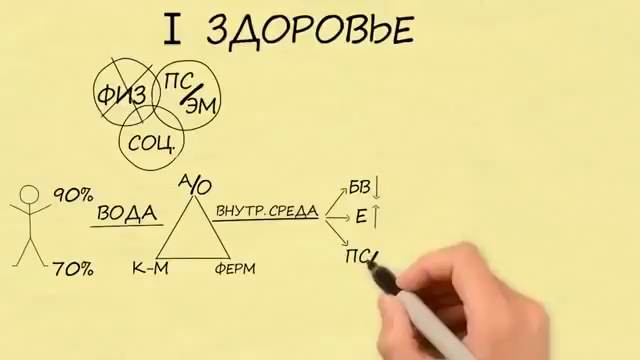 I ЗДОРОВЬЕ
ФИЗ
ПС/ЭМ
СОЦ.
90%
70%
ВОДА
А/О
К-М
ФЕРМ
ВНУТР.СРЕДА
БВ↓
Е↑
ПС/